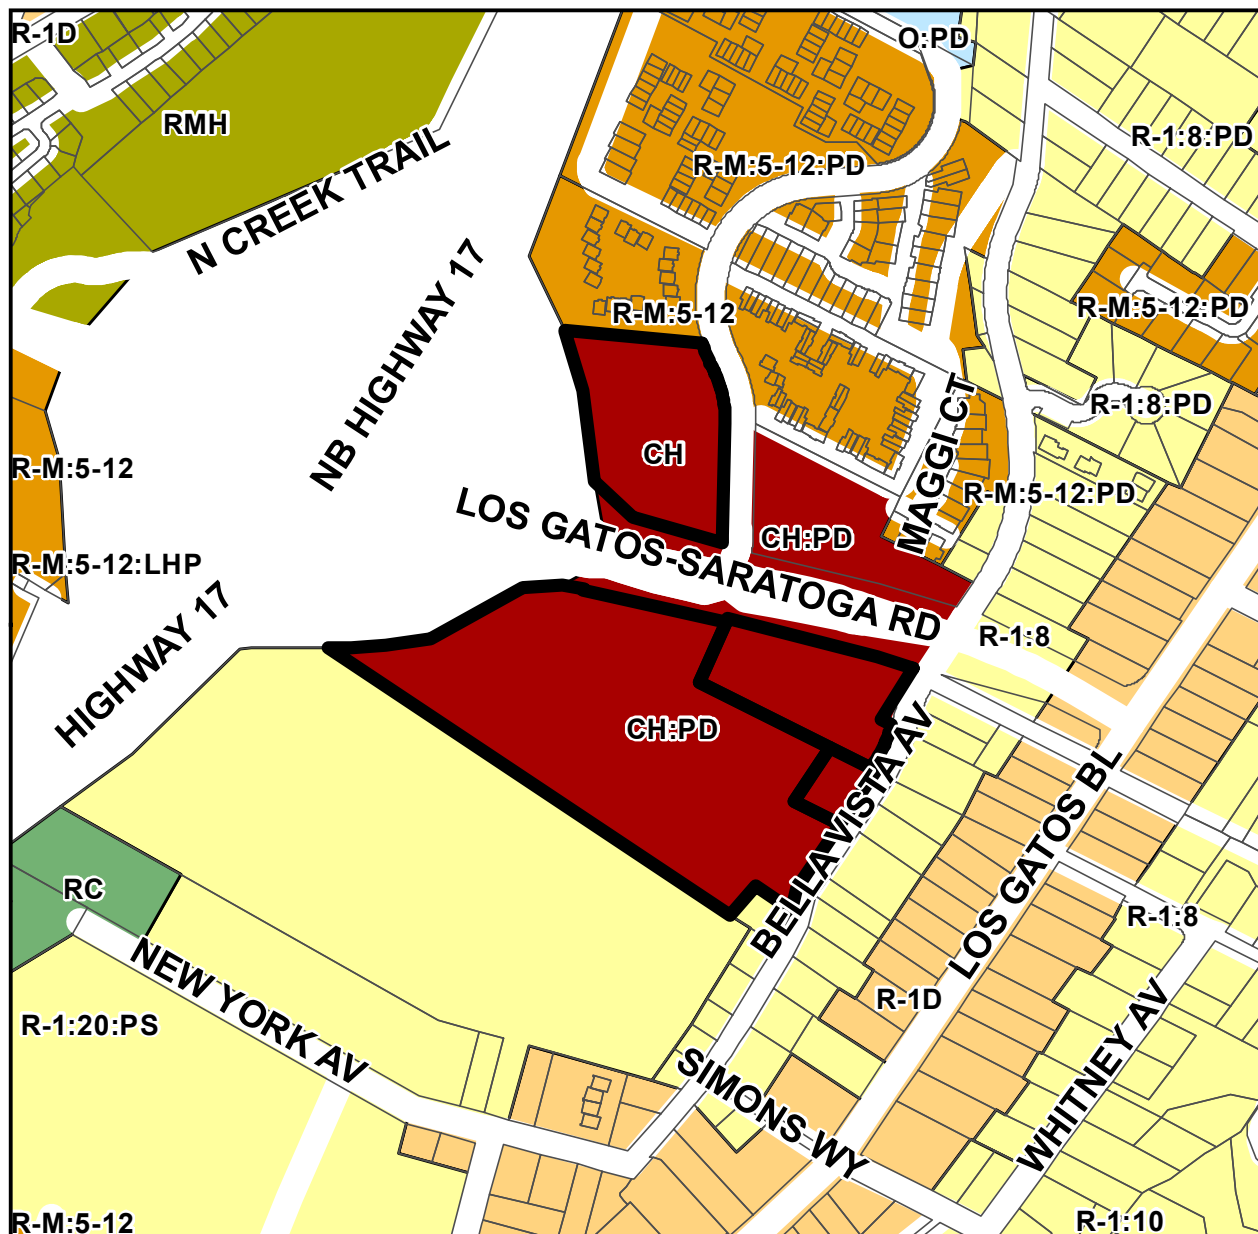 R-1D
O:PD
RMH
R-1:8:PD
R-M:5-12:PD
N CREEK TRAIL
NB HIGHWAY 17
R-M:5-12
R-M:5-12:PD
R-1:8:PD
MAGGI CT
CH
R-M:5-12
R-M:5-12:PD
LOS GATOS-SARATOGA RD
CH:PD
R-M:5-12:LHP
HIGHWAY 17
R-1:8
CH:PD
BELLA VISTA AV
LOS GATOS BL
RC
R-1:8
NEW YORK AV
R-1D
R-1:20:PS
SIMONS WY
WHITNEY AV
R-M:5-12
R-1:10